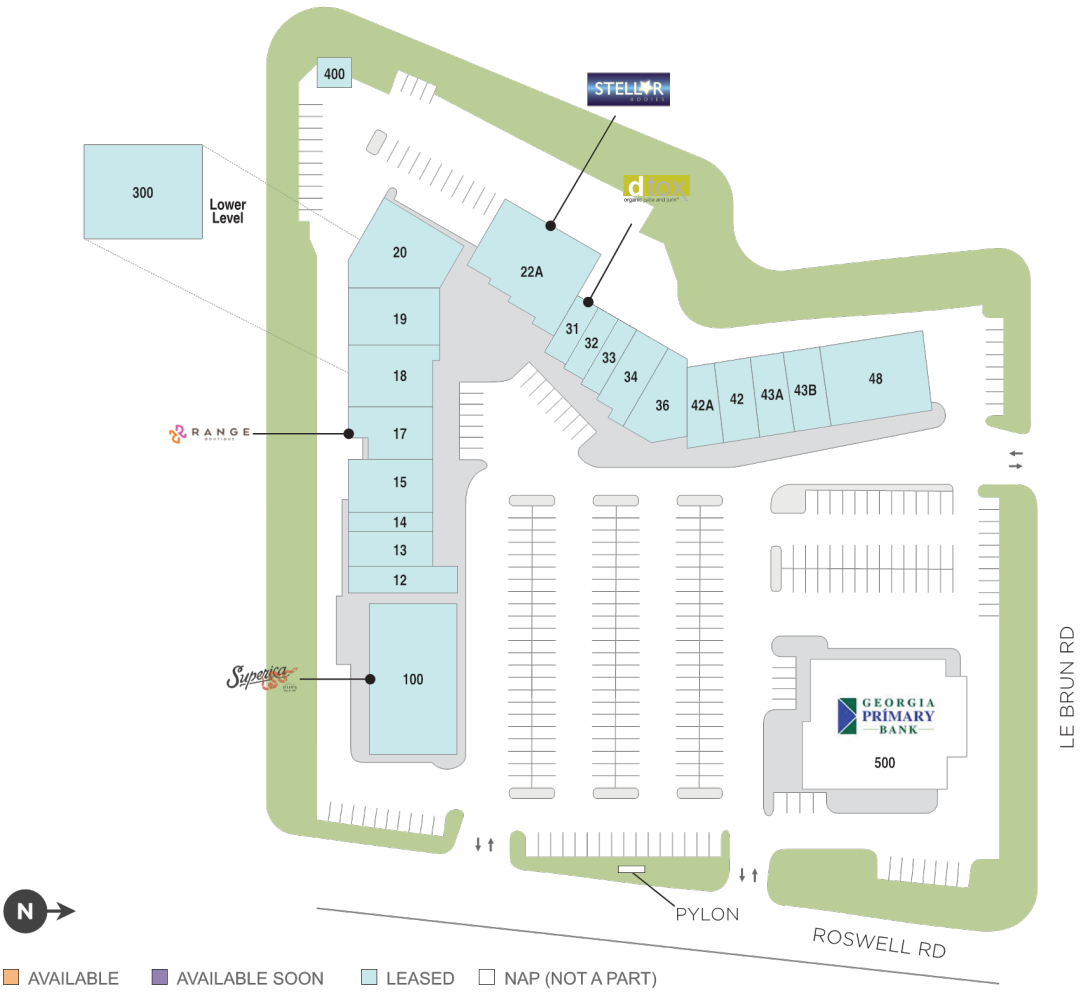 400
STELLAR
BODIES
dtox
organic juice and junk
300
Lower
Level
20
22A
19
31
32
33
34
36
18
42A
42
43A
43B
48
RANGE
BOUTIQUE
17
15
14
13
12
Superica
100
GEORGIA
PRÍMARY
BANK
500
LE BRUN RD
N
PYLON
ROSWELL RD
AVAILABLE
AVAILABLE SOON
LEASED
NAP (NOT A PART)